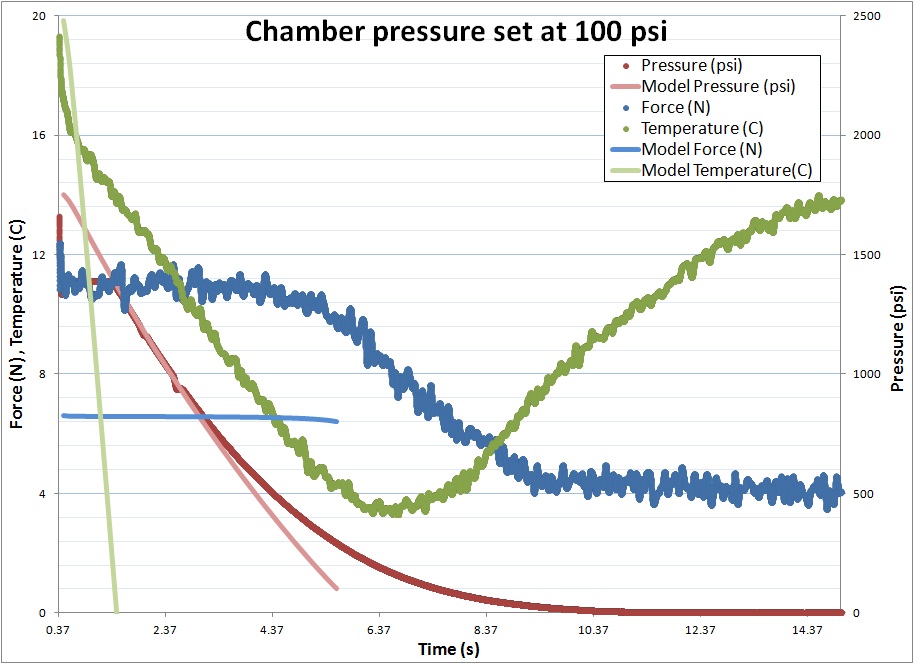 Chamber pressure set at 100 psi
Pressure (psi)
Model Pressure (psi)
Force (N)
Temperature (C)
Model Force (N)
Model Temperature(C)
Force (N) , Temperature (C)
20
16
12
8
4
0
2500
2000
1500
1000
500
0
Pressure (psi)
0.37
2.37
4.37
6.37
8.37
10.37
12.37
14.37
Time (s)